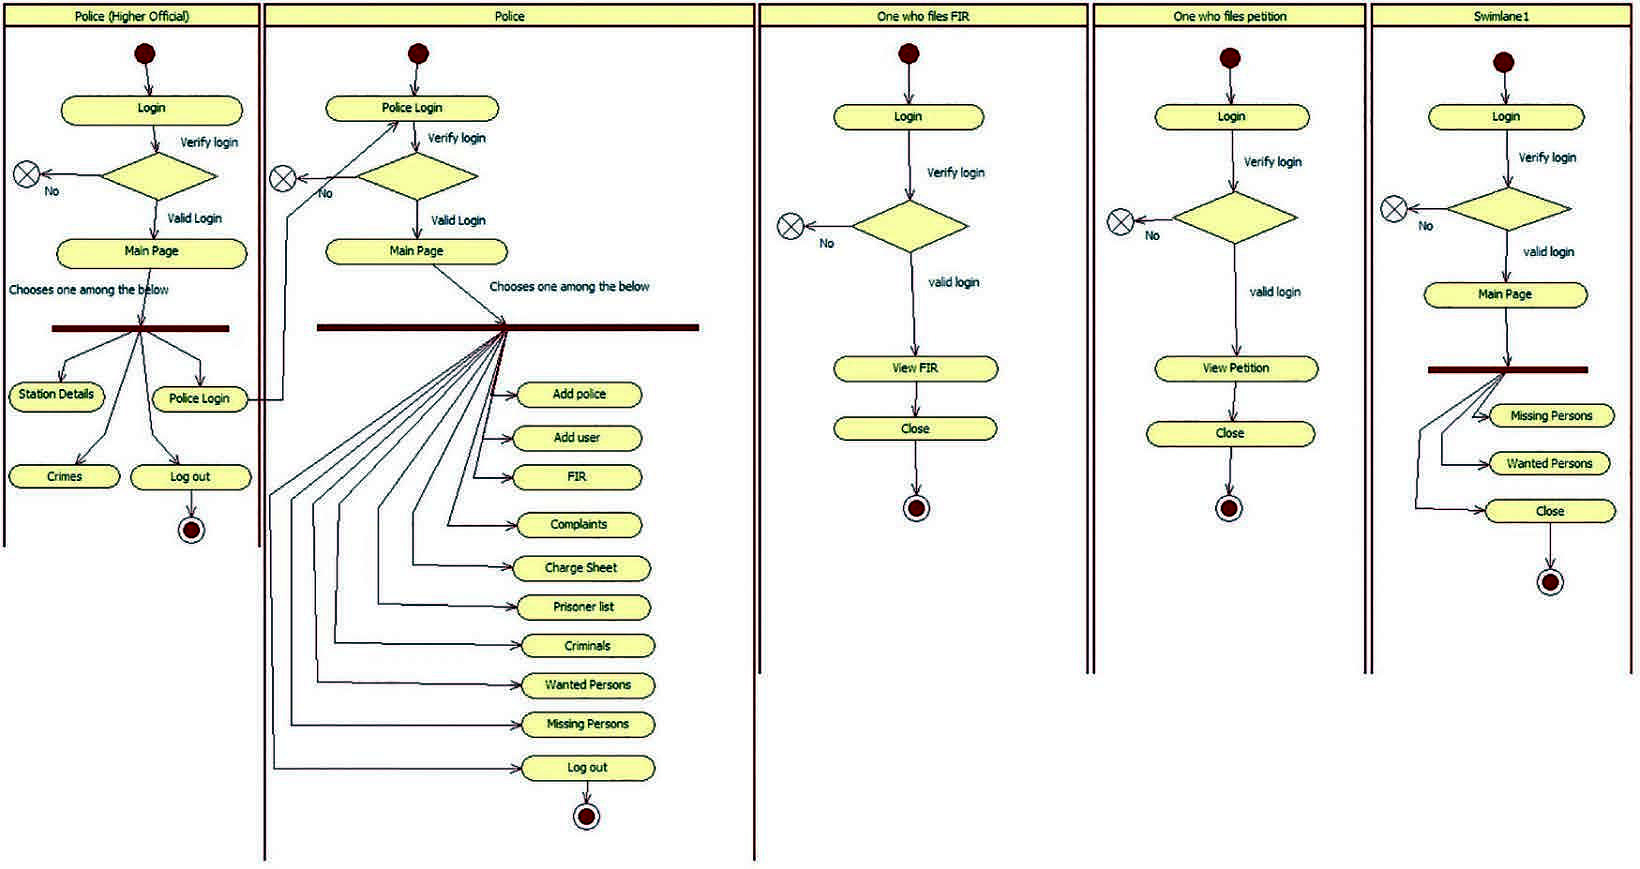 Police (Higher Official)
Login
Verify login
No
Valid Login
Main Page
Chooses one among the below
Station Details
Police Login
Crimes
Log out
Police
Police Login
Verify login
No
Valid Login
Main Page
Chooses one among the below
Add police
Add user
FIR
Complaints
Charge Sheet
Prisoner list
Criminals
Wanted Persons
Missing Persons
Log out
One who files FIR
Login
Verify login
No
valid login
View FIR
Close
One who files petition
Login
Verify login
No
valid login
View Petition
Close
Swimlane1
Login
Verify login
No
valid login
Main Page
Missing Persons
Wanted Persons
Close